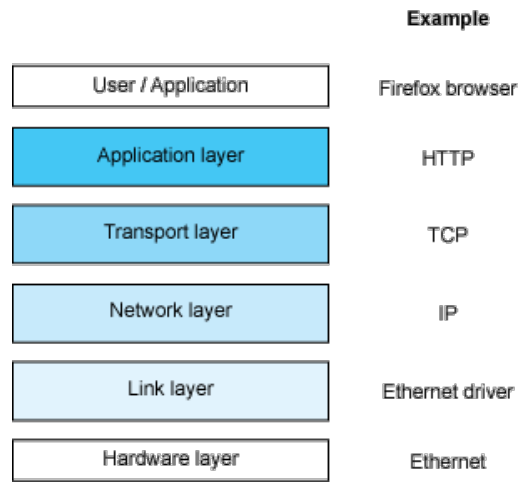 Example
User / Application Firefox browser
Application layer HTTP
Transport layer TCP
Network layer IP
Link layer Ethernet driver
Hardware layer Ethernet